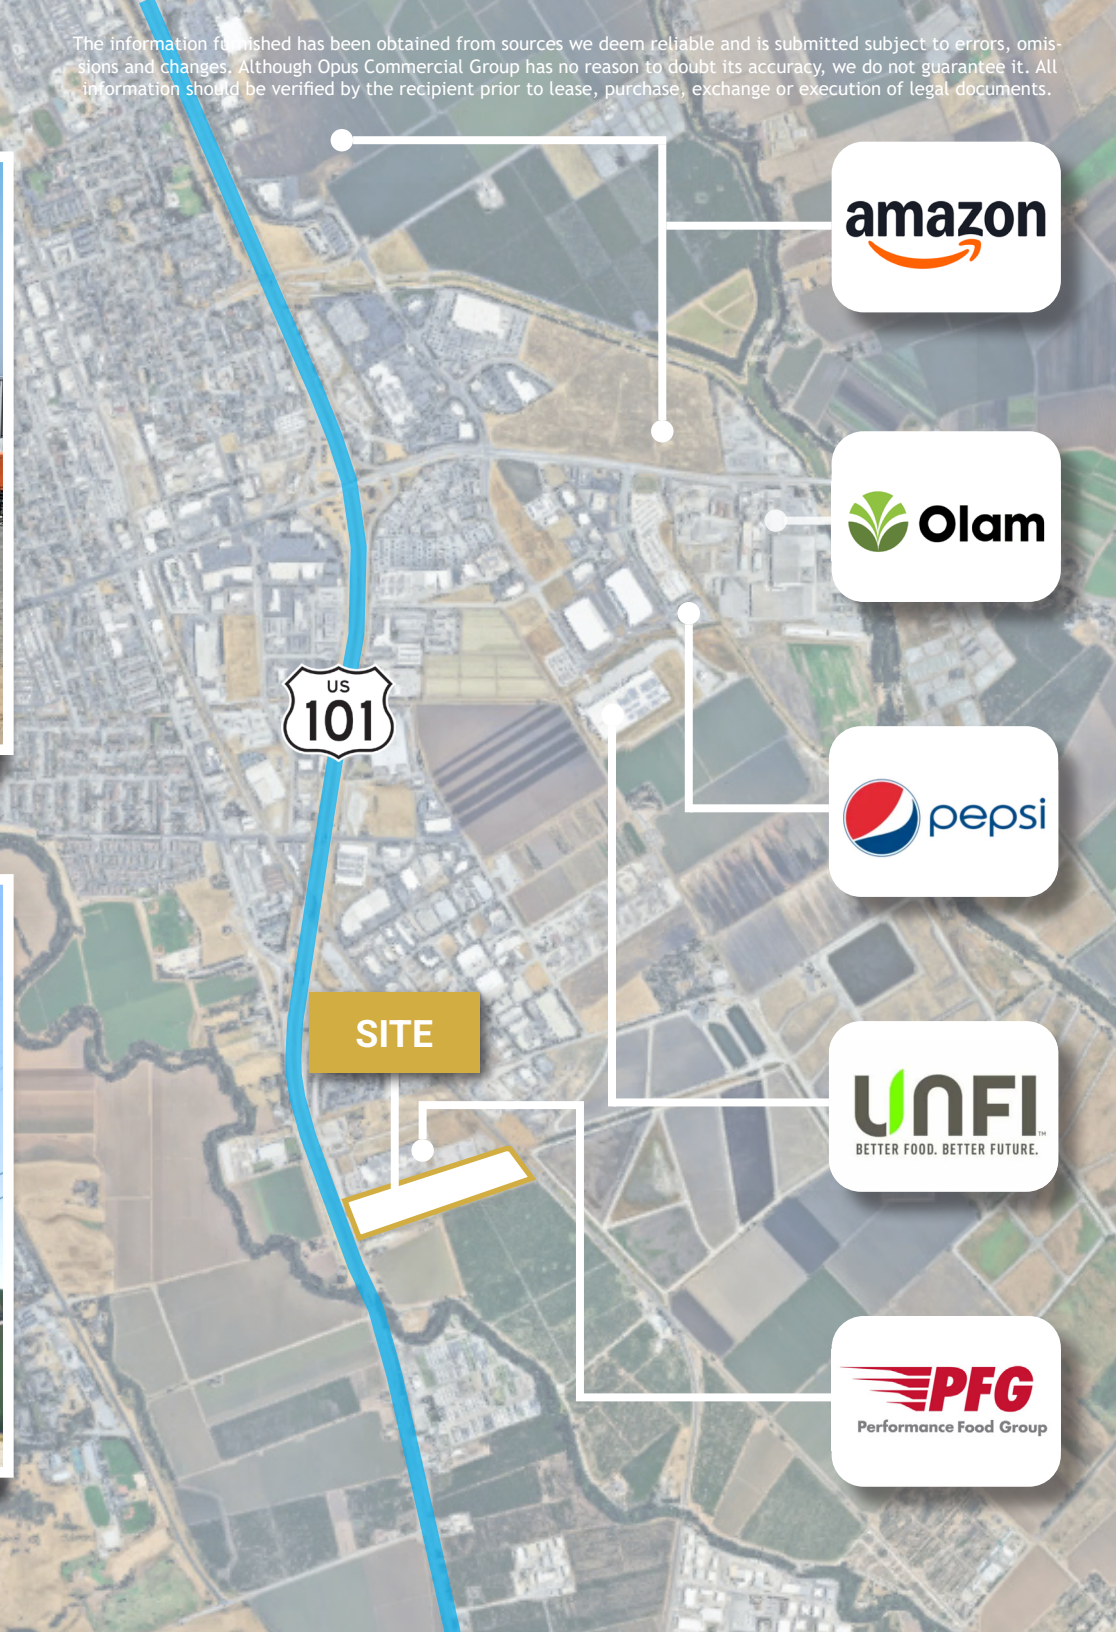 The information furnished has been obtained from sources we deem reliable and is submitted subject to errors, omis-
sions and changes. Although Opus Commercial Group has no reason to doubt its accuracy, we do not guarantee it. All
information should be verified by the recipient prior to lease, purchase, exchange or execution of legal documents.
amazon
Olam
US
101
pepsi
SITE
UNFI™
BETTER FOOD. BETTER FUTURE.
PFG
Performance Food Group